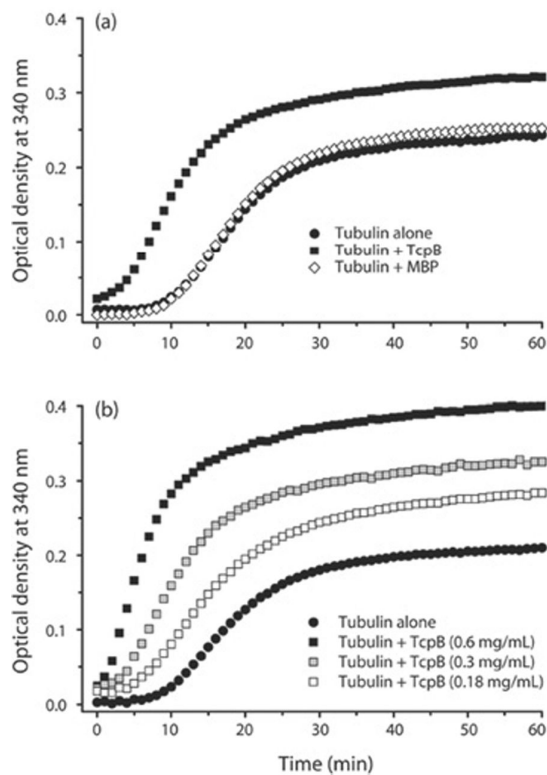 (a)
0.4
0.3
0.2
0.1
0.0
Optical density at 340 nm
Tubulin alone
Tubulin + TcpB
Tubulin + MBP
0 10 20 30 40 50 60
(b)
0.4
0.3
0.2
0.1
0.0
Optical density at 340 nm
Tubulin alone
Tubulin + TcpB (0.6 mg/mL)
Tubulin + TcpB (0.3 mg/mL)
Tubulin + TcpB (0.18 mg/mL)
0 10 20 30 40 50 60
Time (min)